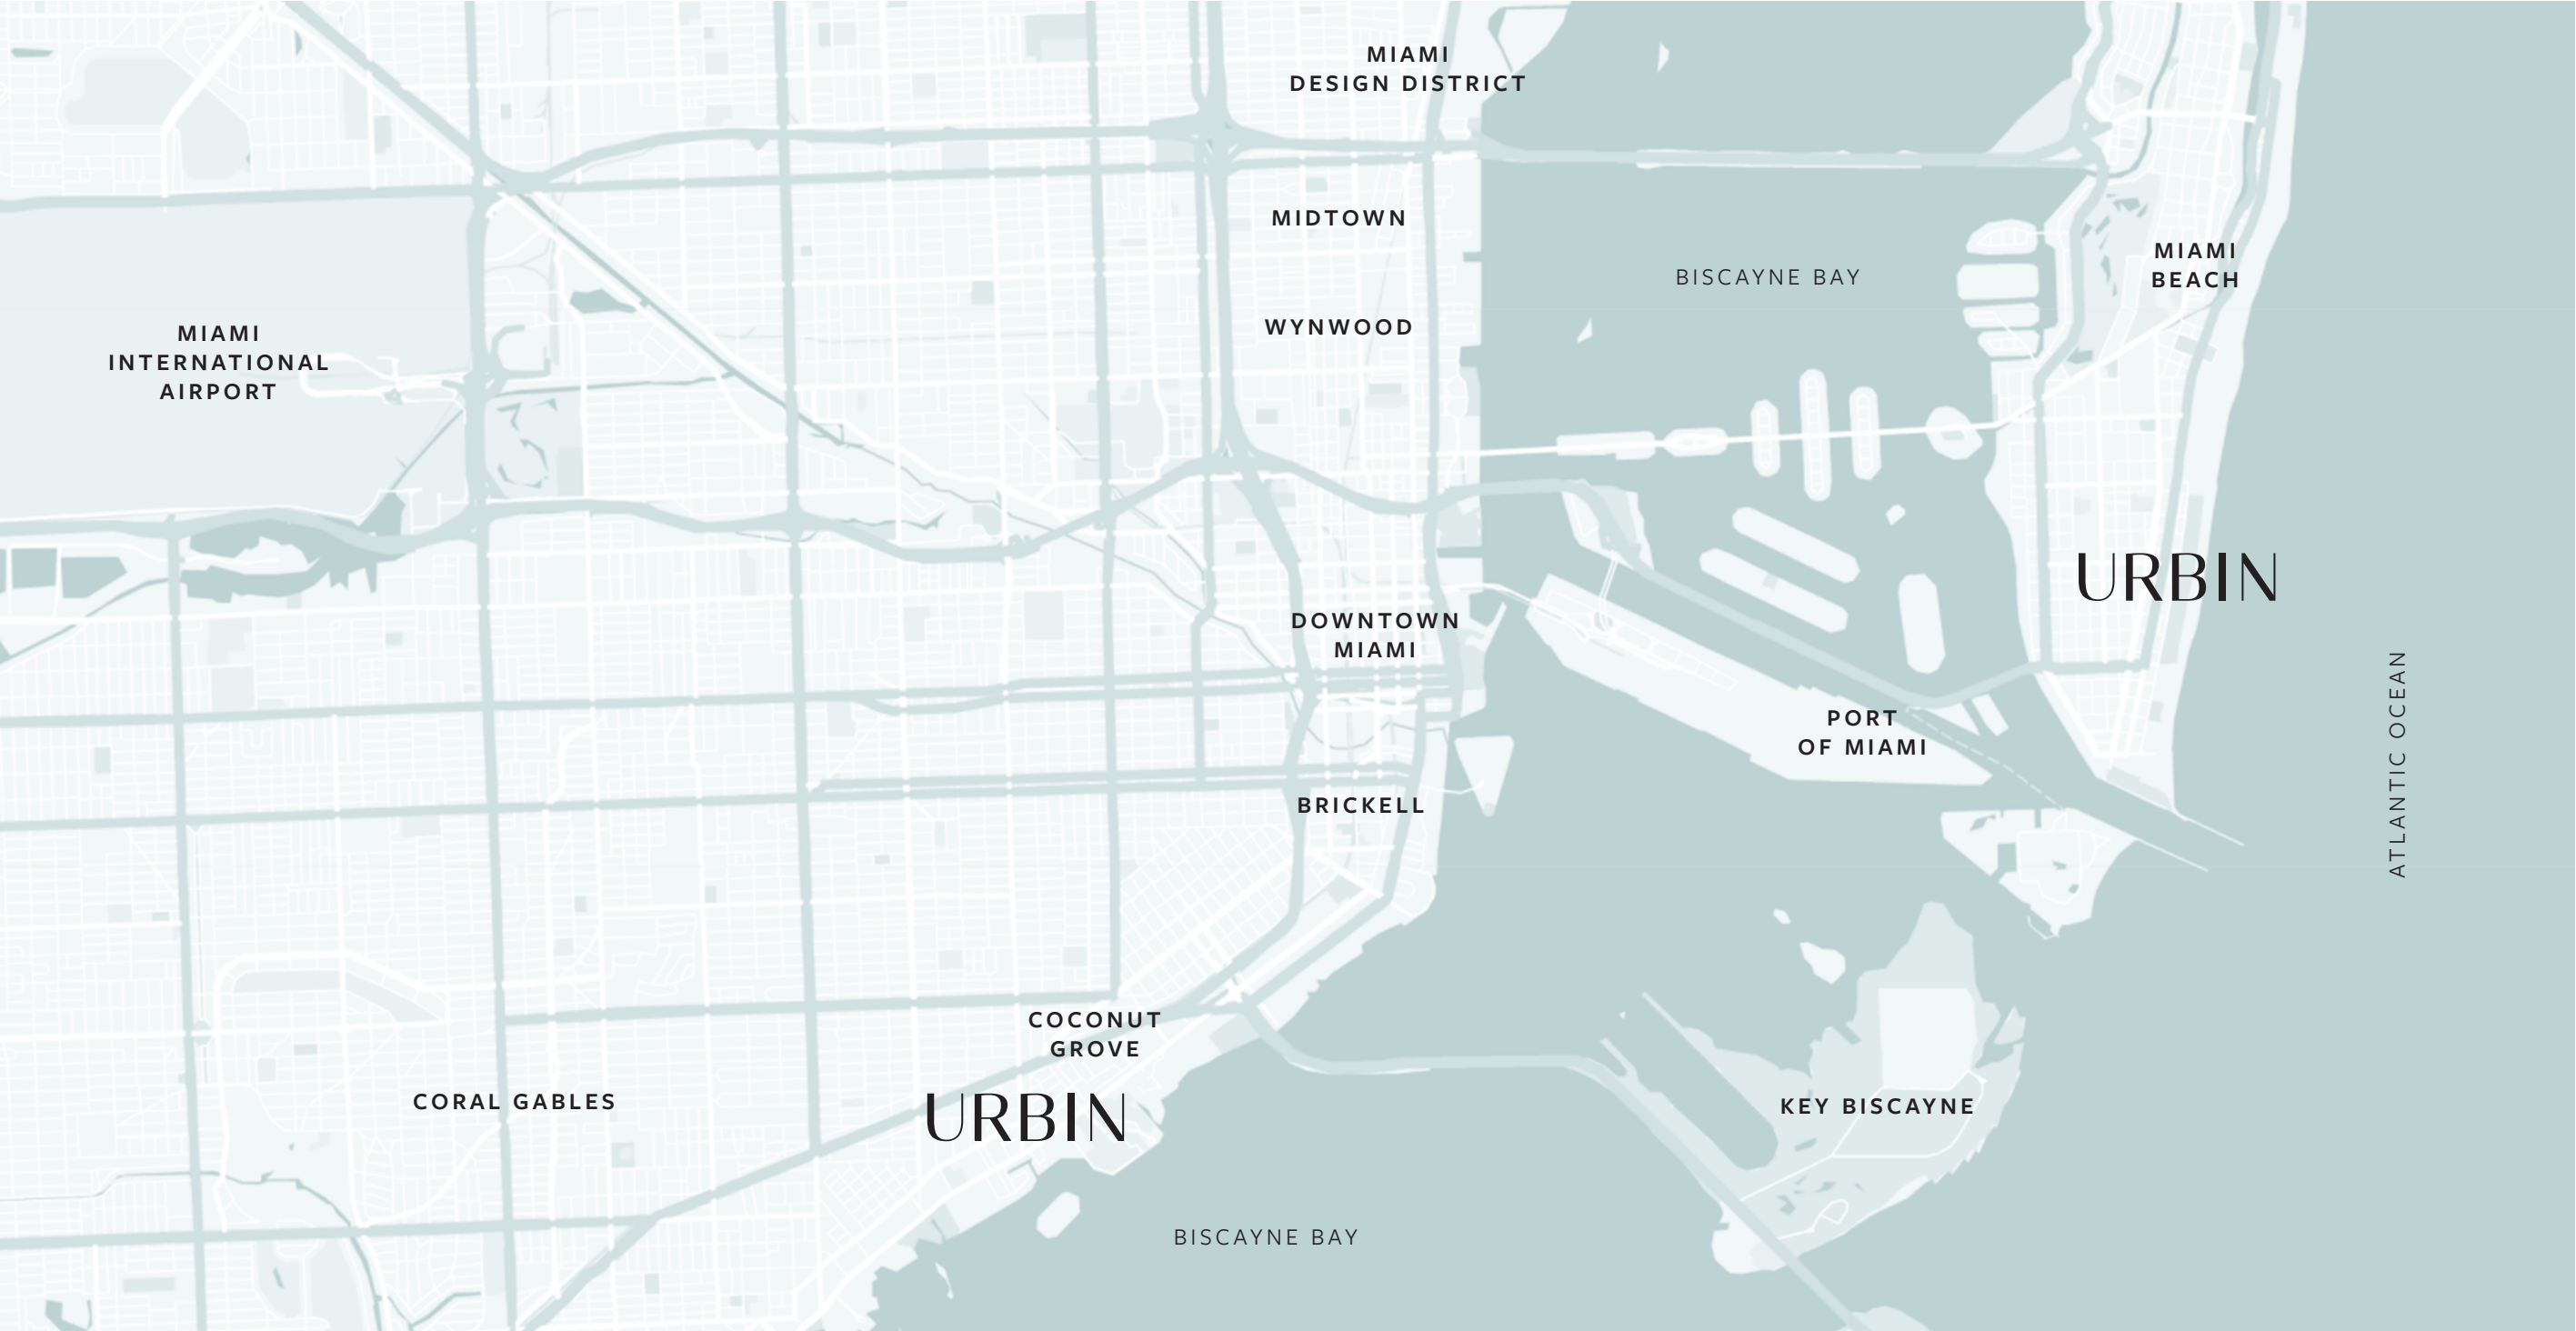 MIAMI
DESIGN DISTRICT
MIDTOWN
BISCAYNE BAY
MIAMI
BEACH
WYNWOOD
MIAMI
INTERNATIONAL
AIRPORT
URBIN
DOWNTOWN
MIAMI
ATLANTIC OCEAN
PORT
OF MIAMI
BRICKELL
COCONUT
GROVE
CORAL GABLES
URBIN
KEY BISCAYNE
BISCAYNE BAY